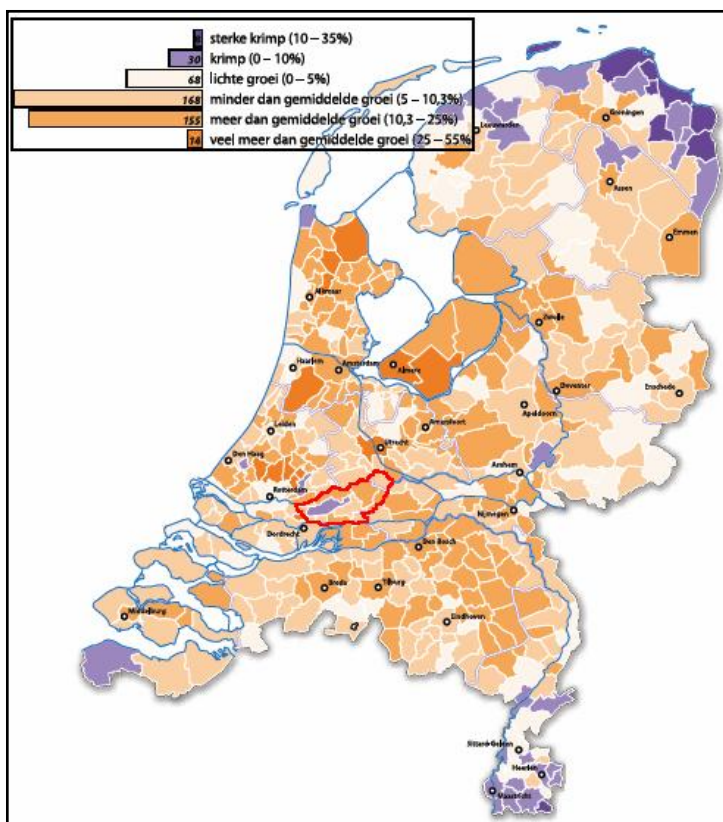 sterke krimp (10 – 35%)
30 krimp (0 – 10%)
68 lichte groei (0 – 5%)
168 minder dan gemiddelde groei (5 – 10,3%)
155 meer dan gemiddelde groei (10,3 – 25%)
14 veel meer dan gemiddelde groei (25 – 55%
Leeuwarden
Groningen
Assen
Emmen
Alkmaar
Zwolle
Haarlem
Amsterdam
Almere
Deventer
Enschede
Apeldoorn
Leiden
Amersfoort
Utrecht
Den Haag
Arnhem
Rotterdam
Nijmegen
Dordrecht
Den Bosch
Breda
Tilburg
Middelburg
Eindhoven
Sittard-Geleen
Heerlen
Maastricht